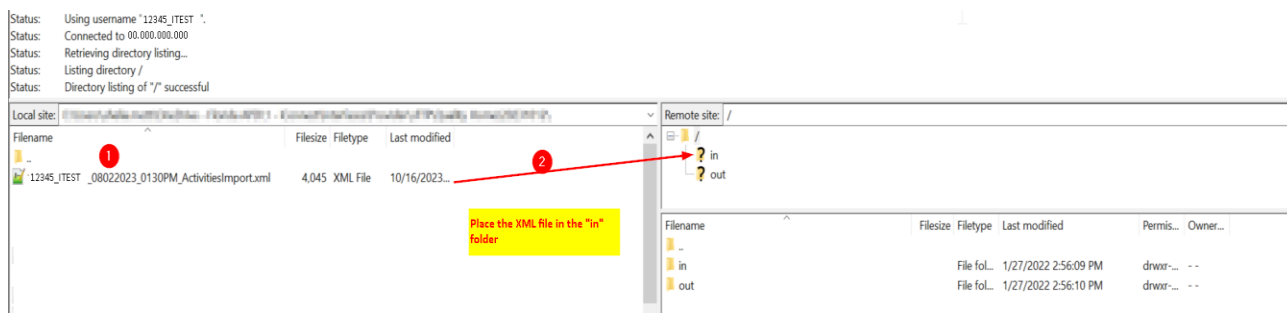 Status: Using username "12345_ITEST ".
Status: Connected to 00.000.000.000
Status: Retrieving directory listing...
Status: Listing directory /
Status: Directory listing of "/" successful
Local site:
Remote site: /
Filename Filesize Filetype Last modified
..
1
12345_ITEST _08022023_0130PM_ActivitiesImport.xml 4,045 XML File 10/16/2023...
2
Place the XML file in the "in"
folder
/
? in
? out
Filename Filesize Filetype Last modified Permis... Owner...
..
in File fol... 1/27/2022 2:56:09 PM drwxr-... - -
out File fol... 1/27/2022 2:56:10 PM drwxr-... - -